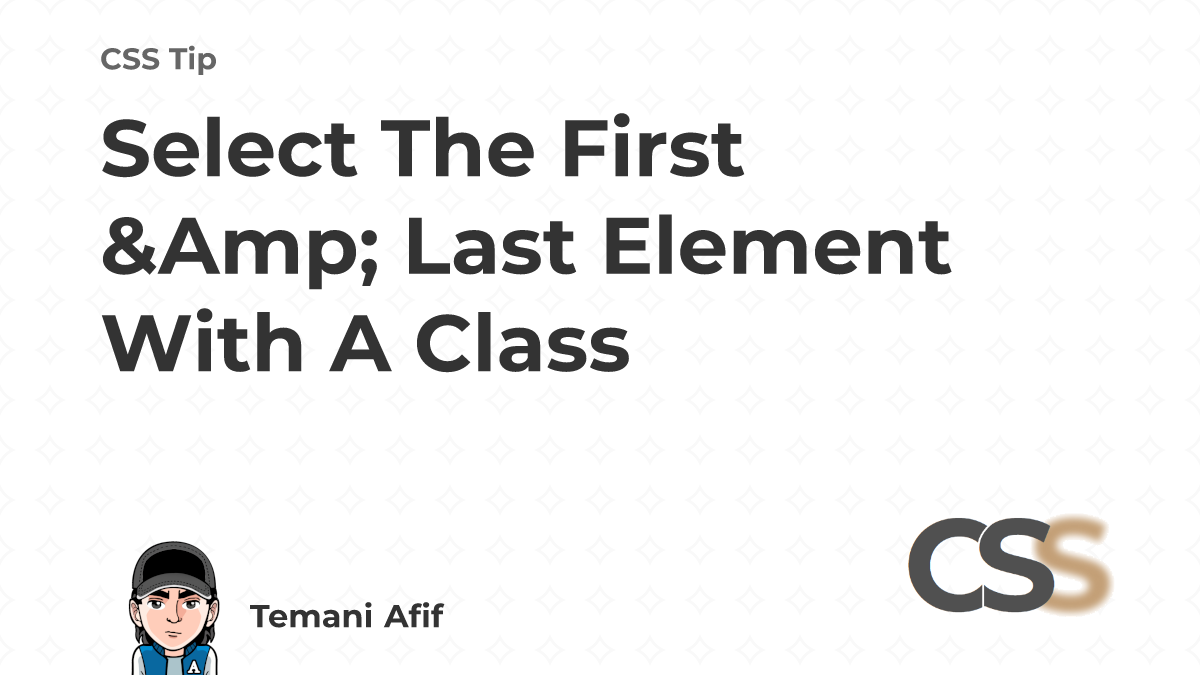 CSS Tip
Select The First
&Amp; Last Element
With A Class
Temani Afif
A
CSS